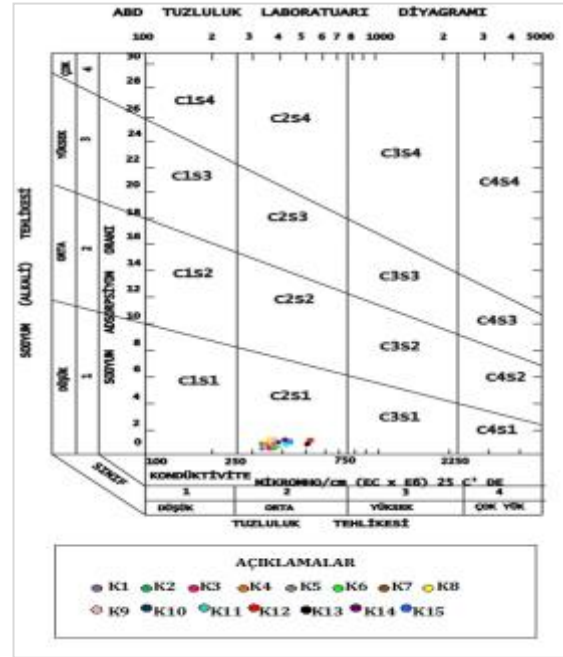 ABD TUZLULUK LABORATUARI DİYAGRAMI
100 2 3 4 5 6 7 8 1000 2 3 4 5000
SODYUM (ALKALİ) TEHLİKESİ
ÇOK
YÜKSEK
ORTA
DÜŞÜK
4
3
2
1
SODYUM ADSORPSİYON ORANI
30
28
26
24
22
20
18
16
14
12
10
8
6
4
2
0
C1S4
C2S4
C3S4
C4S4
C1S3
C2S3
C3S3
C4S3
C1S2
C2S2
C3S2
C4S2
C1S1
C2S1
C3S1
C4S1
100 250 750 2250
SINIF
KONDÜKTİVİTE MİKROMHO/cm (EC x E6) 25 C' DE
1 2 3 4
DÜŞÜK ORTA YÜKSEK ÇOK YÜK
TUZLULUK TEHLİKESİ
AÇIKLAMALAR
K1 K2 K3 K4 K5 K6 K7 K8
K9 K10 K11 K12 K13 K14 K15